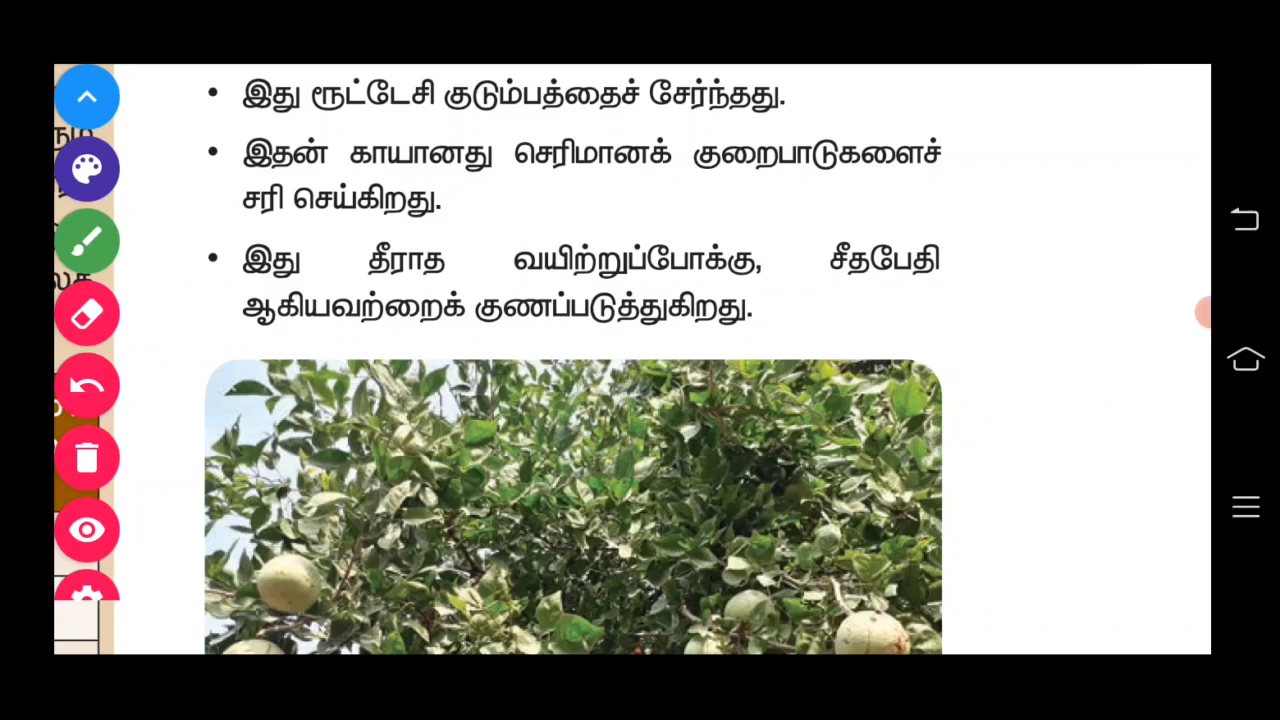 • இது ரூட்டேசி குடும்பத்தைச் சேர்ந்தது.
• இதன் காயானது செரிமானக் குறைபாடுகளைச்
சரி செய்கிறது.
• இது தீராத வயிற்றுப்போக்கு, சீதபேதி
ஆகியவற்றைக் குணப்படுத்துகிறது.